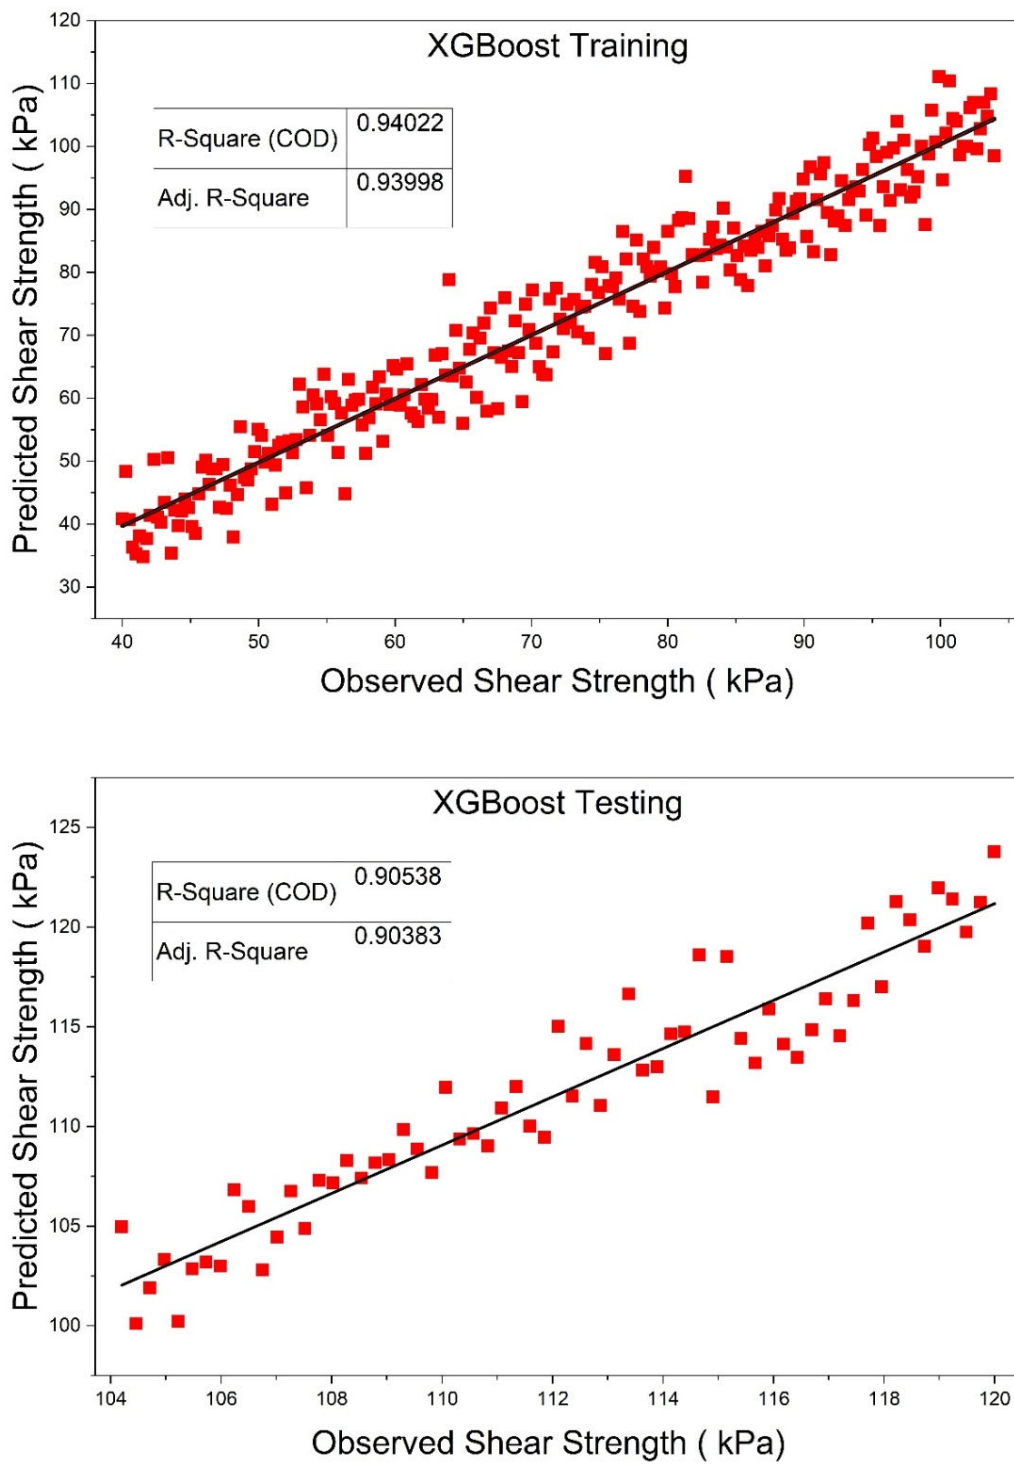 XGBoost Training
R-Square (COD) 0.94022
Adj. R-Square 0.93998
Predicted Shear Strength ( kPa)
120
110
100
90
80
70
60
50
40
30
40 50 60 70 80 90 100
Observed Shear Strength ( kPa)
XGBoost Testing
R-Square (COD) 0.90538
Adj. R-Square 0.90383
Predicted Shear Strength ( kPa)
125
120
115
110
105
100
104 106 108 110 112 114 116 118 120
Observed Shear Strength ( kPa)